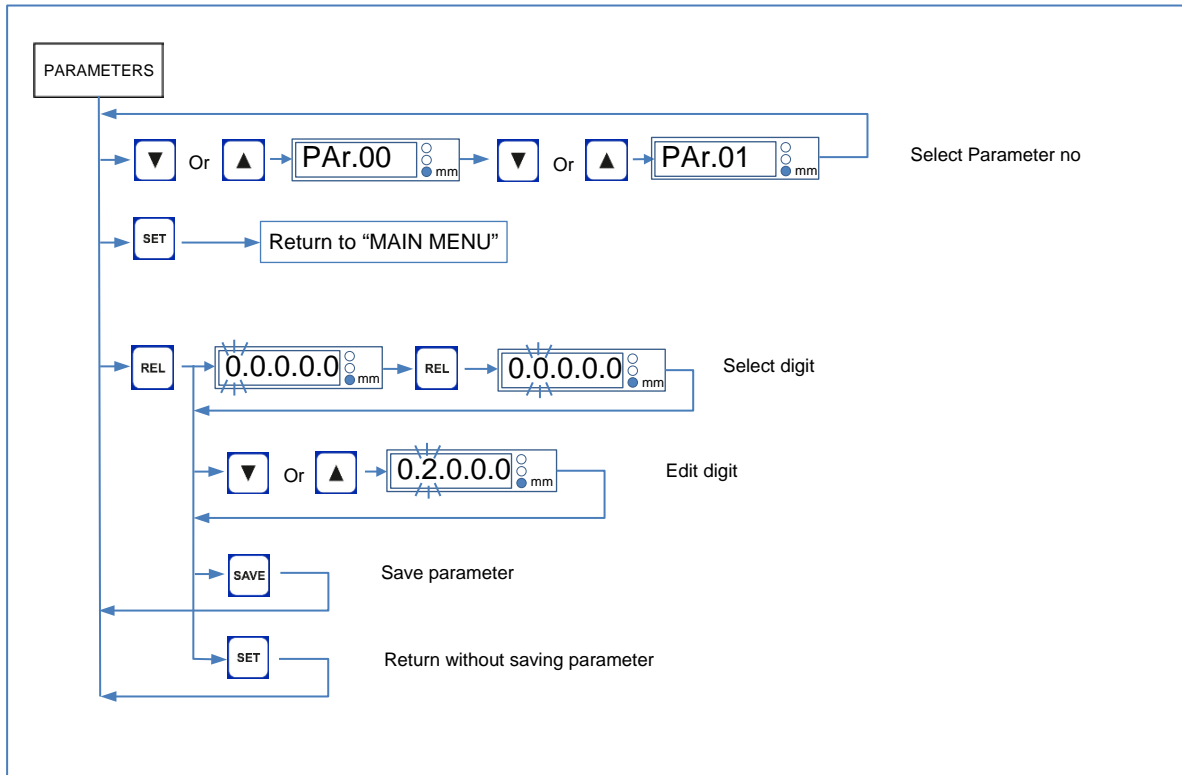 PARAMETERS
Or PAr.00 mm Or PAr.01 mm Select Parameter no
SET Return to “MAIN MENU”
REL 0.0.0.0.0 mm REL 0.0.0.0.0 mm Select digit
Or 0.2.0.0.0 mm Edit digit
SAVE Save parameter
SET Return without saving parameter